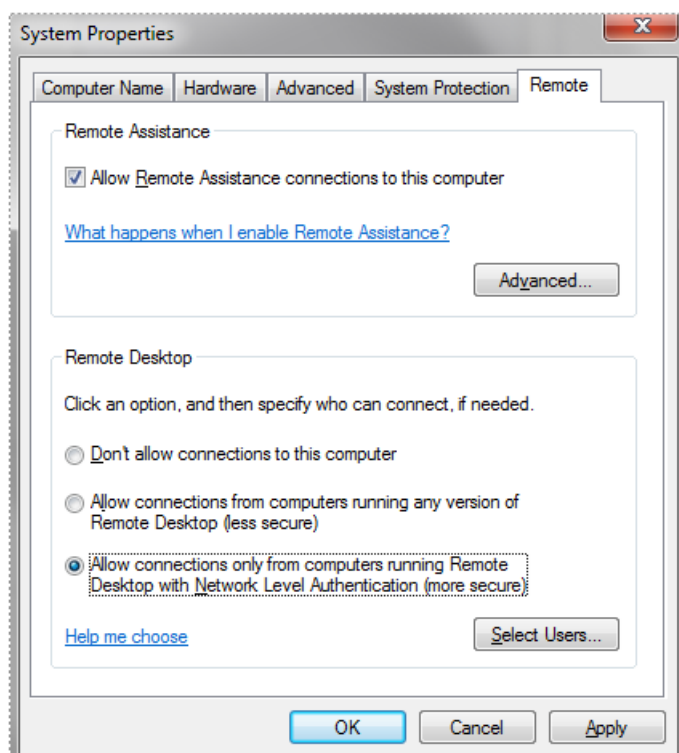 System Properties
Computer Name Hardware Advanced System Protection Remote
Remote Assistance
Allow Remote Assistance connections to this computer
What happens when I enable Remote Assistance?
Advanced...
Remote Desktop
Click an option, and then specify who can connect, if needed.
Don't allow connections to this computer
Allow connections from computers running any version of
Remote Desktop (less secure)
Allow connections only from computers running Remote
Desktop with Network Level Authentication (more secure)
Help me choose
Select Users...
OK Cancel Apply